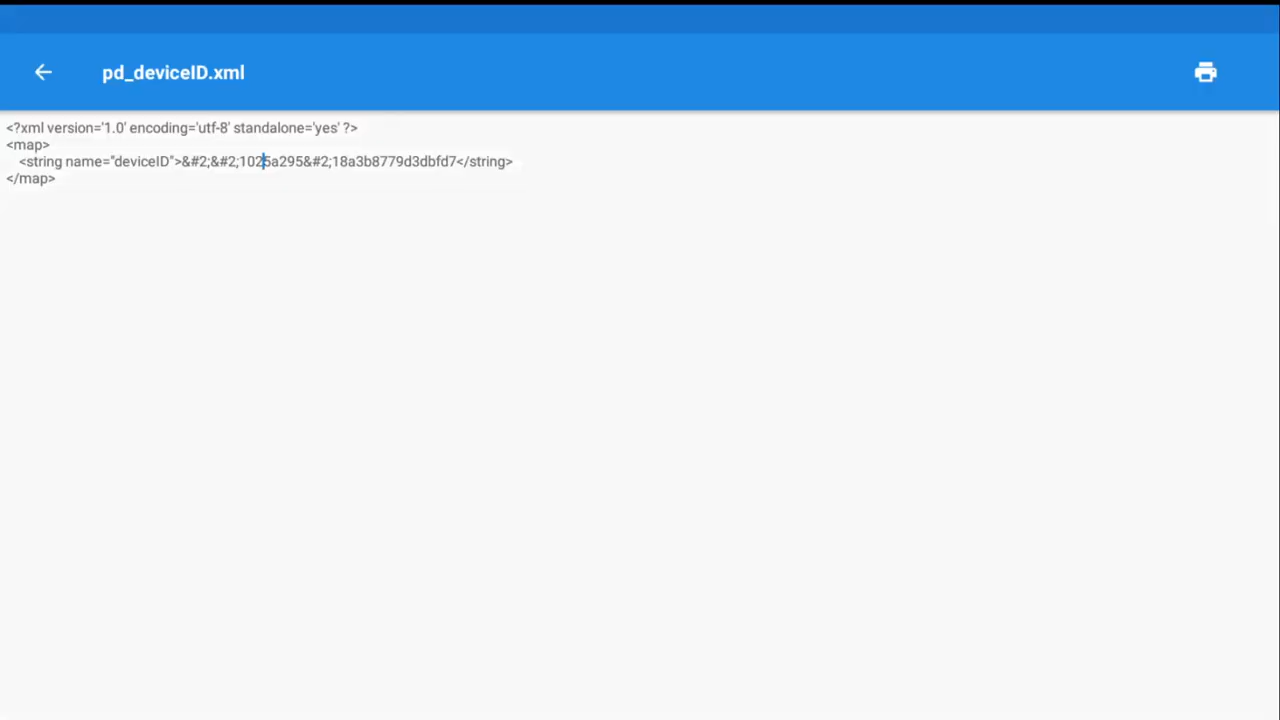 pd_deviceID.xml
<?xml version='1.0' encoding='utf-8' standalone='yes' ?>
<map>
<string name="deviceID">&#2;&#2;1025a295&#2;18a3b8779d3dbfd7</string>
</map>